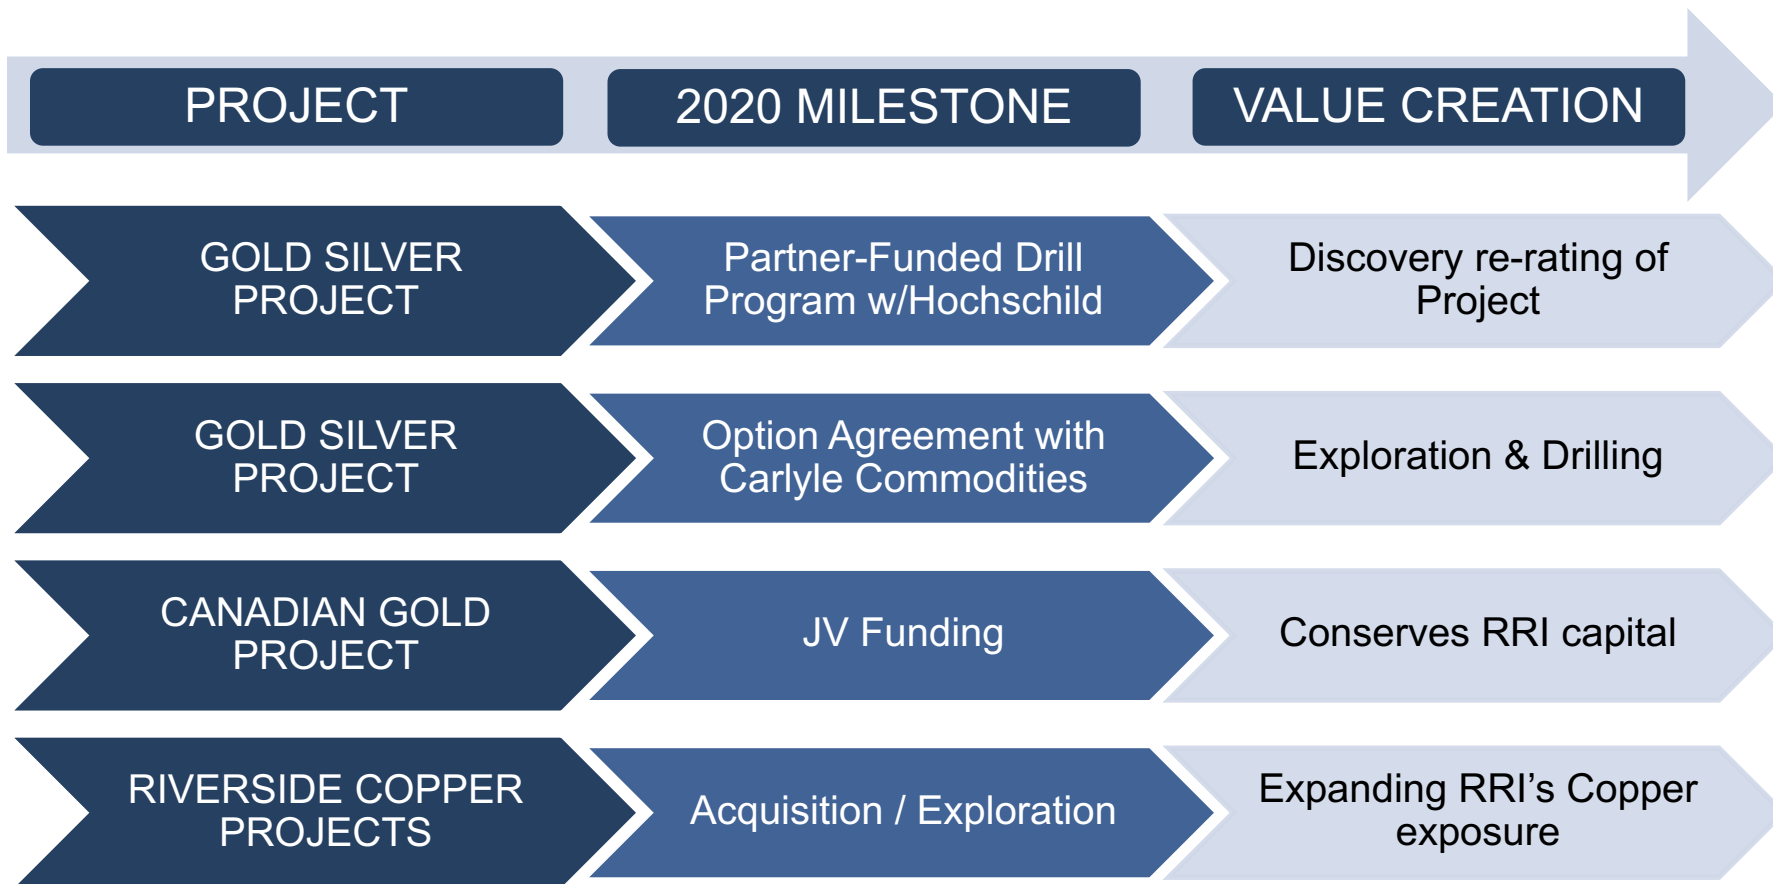 PROJECT
2020 MILESTONE
VALUE CREATION
GOLD SILVER
PROJECT
Partner-Funded Drill
Program w/Hochschild
Discovery re-rating of
Project
GOLD SILVER
PROJECT
Option Agreement with
Carlyle Commodities
Exploration & Drilling
CANADIAN GOLD
PROJECT
JV Funding
Conserves RRI capital
RIVERSIDE COPPER
PROJECTS
Acquisition / Exploration
Expanding RRI’s Copper
exposure